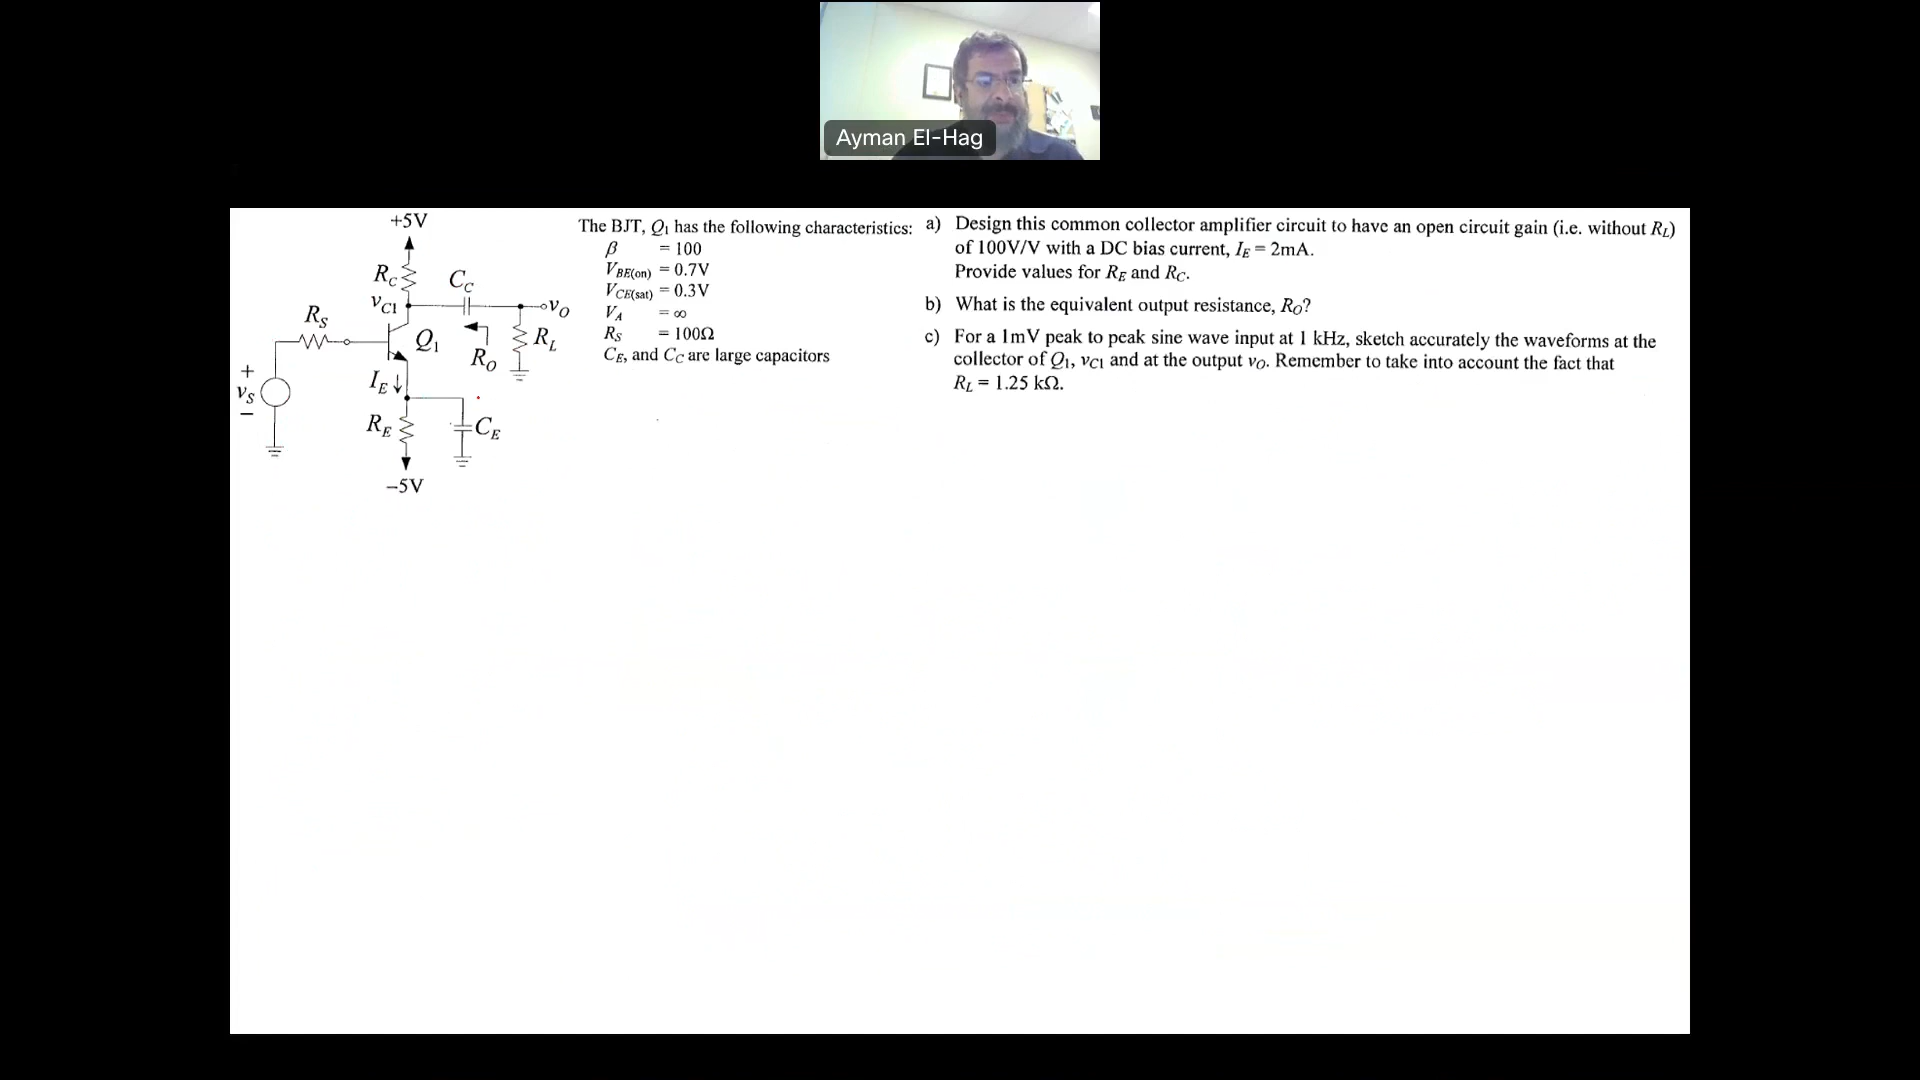 Ayman El-Hag
+5V
R_C
C_C
v_C1
v_O
R_S
Q_1
R_L
R_O
+
v_S
−
I_E
R_E
C_E
−5V
The BJT, Q_1 has the following characteristics:
β = 100
V_BE(on) = 0.7V
V_CE(sat) = 0.3V
V_A = ∞
R_S = 100Ω
C_E, and C_C are large capacitors
a) Design this common collector amplifier circuit to have an open circuit gain (i.e. without R_L)
of 100V/V with a DC bias current, I_E = 2mA.
Provide values for R_E and R_C.
b) What is the equivalent output resistance, R_O?
c) For a 1mV peak to peak sine wave input at 1 kHz, sketch accurately the waveforms at the
collector of Q_1, v_C1 and at the output v_O. Remember to take into account the fact that
R_L = 1.25 kΩ.